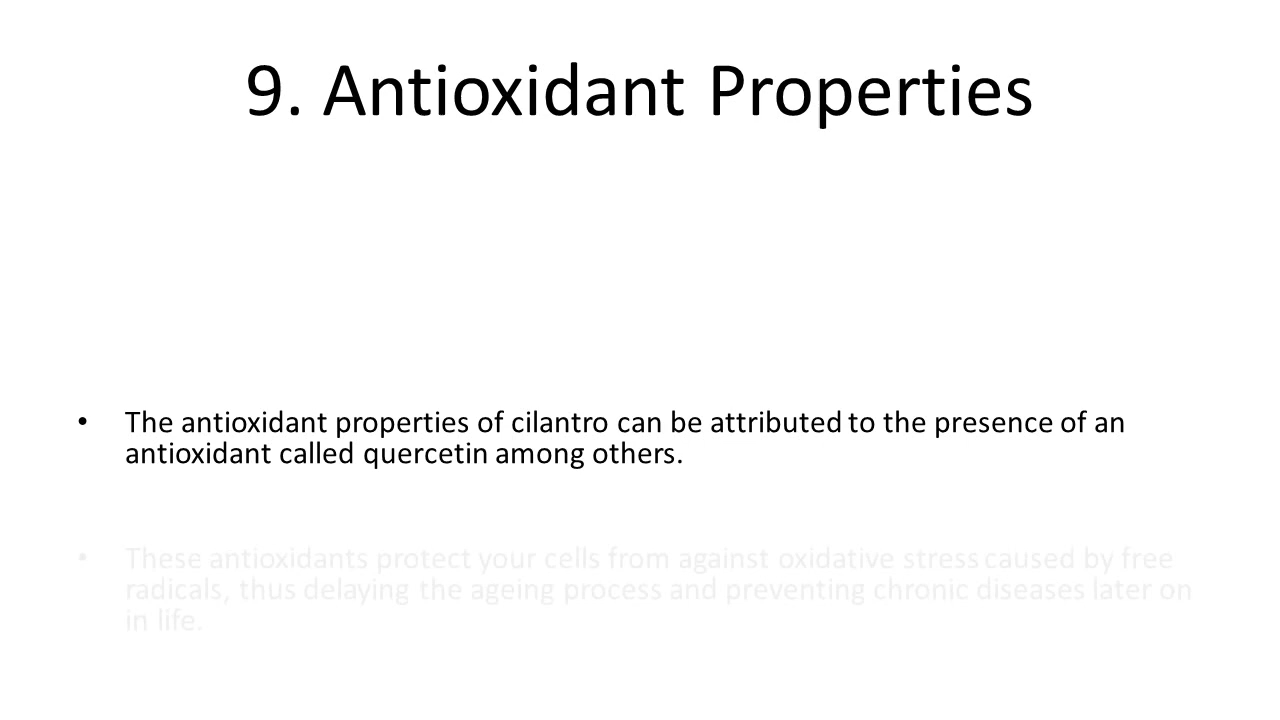 9. Antioxidant Properties
• The antioxidant properties of cilantro can be attributed to the presence of an
antioxidant called quercetin among others.
• These antioxidants protect your cells from against oxidative stress caused by free
radicals, thus delaying the ageing process and preventing chronic diseases later on
in life.